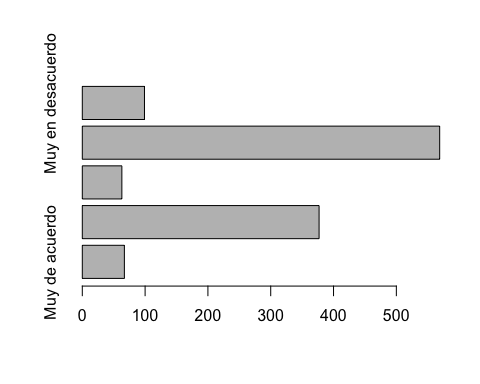 Muy en desacuerdo
Muy de acuerdo
0 100 200 300 400 500